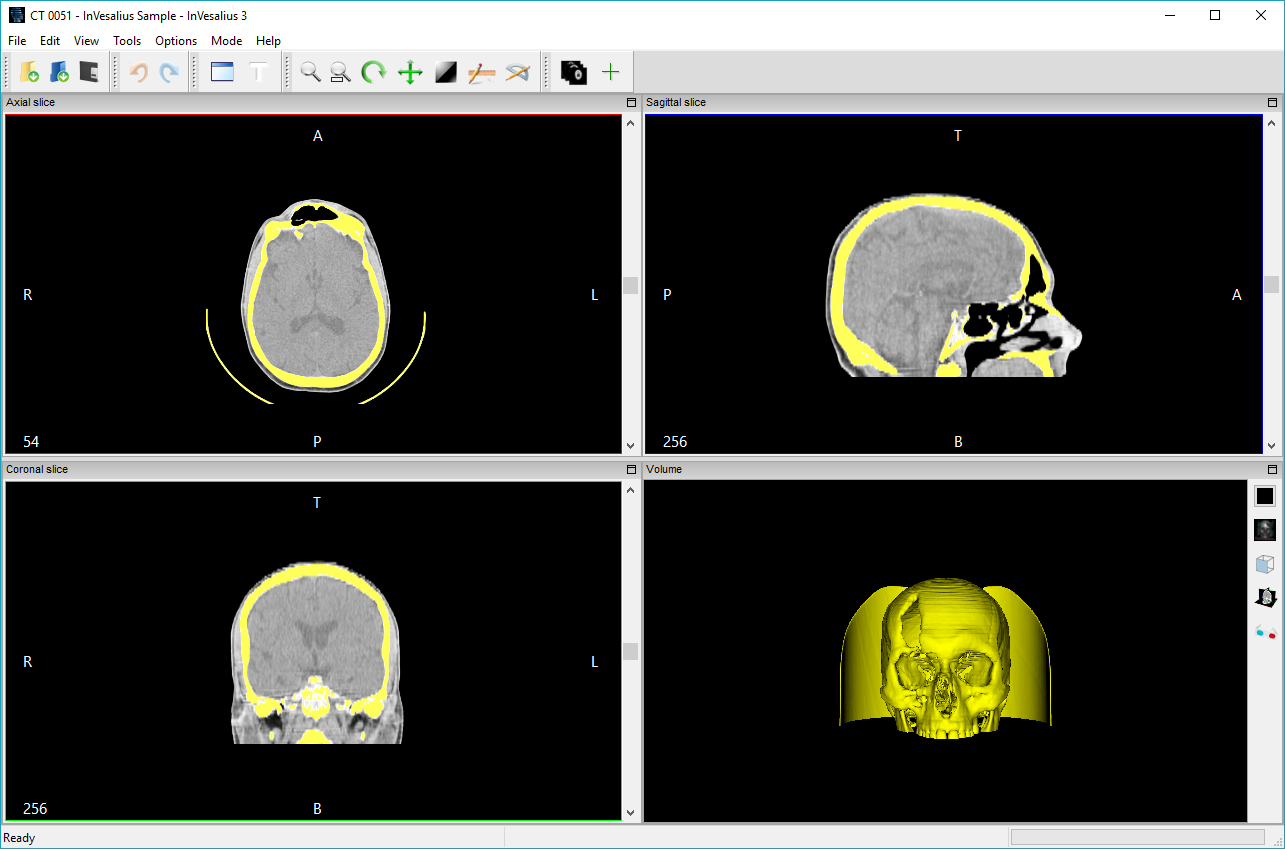 CT 0051 - InVesalius Sample - InVesalius 3
File Edit View Tools Options Mode Help
T
Axial slice
A
R
L
54
P
Sagittal slice
T
P
A
256
B
Coronal slice
T
R
L
256
B
Volume
Ready